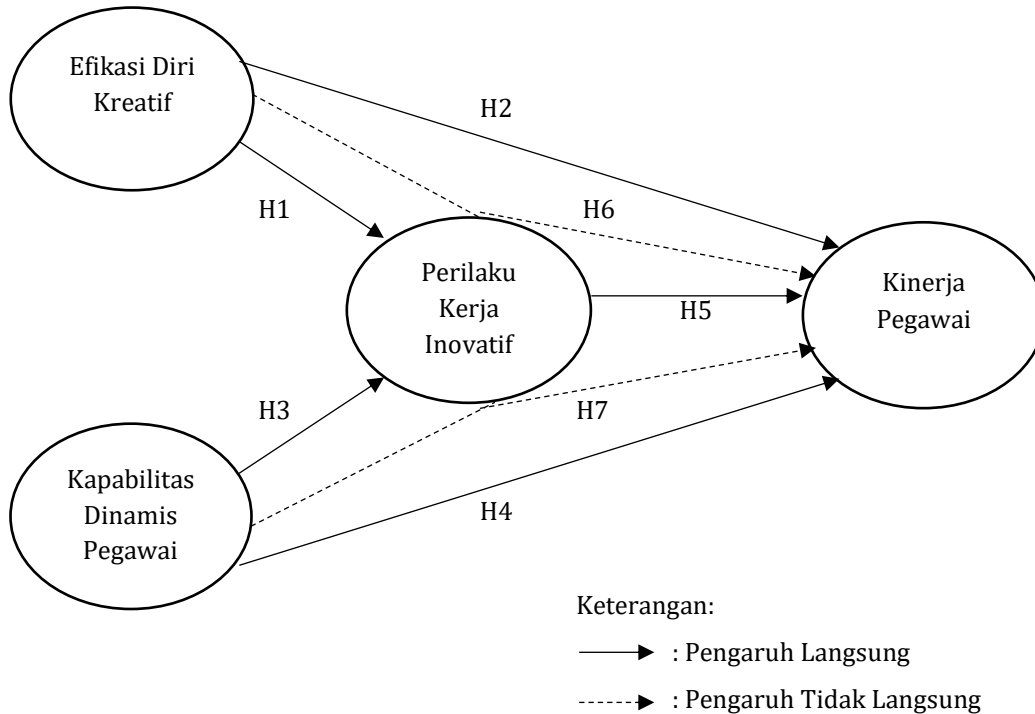 Efikasi Diri
Kreatif
H2
H1
H6
Perilaku
Kerja
Inovatif
Kinerja
Pegawai
H5
H3
H7
Kapabilitas
Dinamis
Pegawai
H4
Keterangan:
: Pengaruh Langsung
: Pengaruh Tidak Langsung